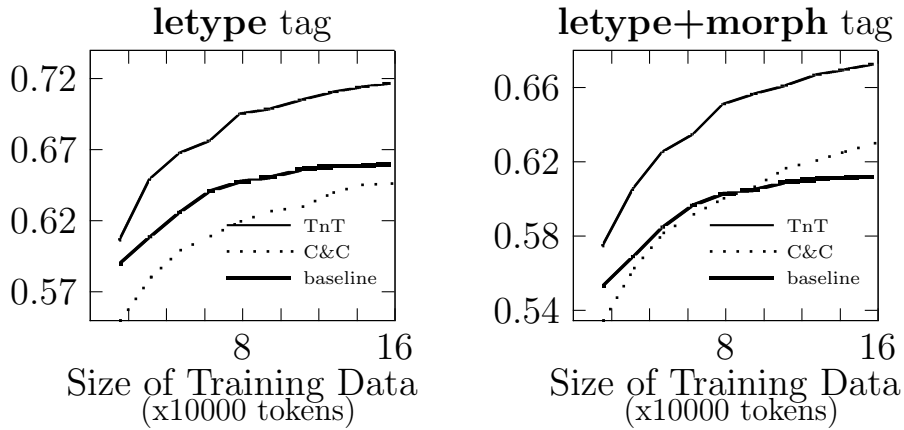 letype tag
0.72
0.67
0.62
0.57
TnT
C&C
baseline
8 16
Size of Training Data
(x10000 tokens)
letype+morph tag
0.66
0.62
0.58
0.54
TnT
C&C
baseline
8 16
Size of Training Data
(x10000 tokens)